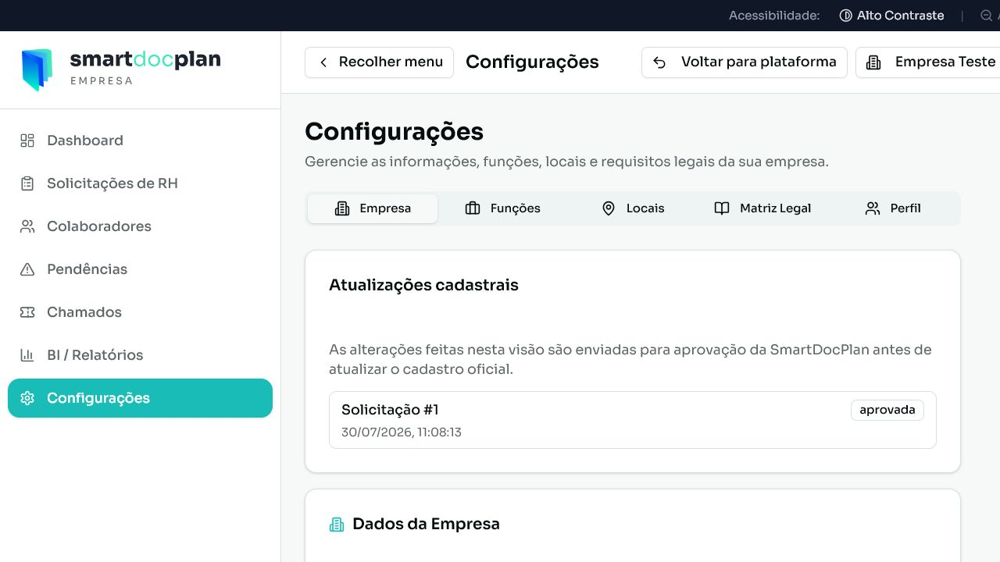 Acessibilidade: Alto Contraste |
smartdocplan
EMPRESA
Recolher menu
Configurações
Voltar para plataforma
Empresa Teste
Dashboard
Solicitações de RH
Colaboradores
Pendências
Chamados
BI / Relatórios
Configurações
Configurações
Gerencie as informações, funções, locais e requisitos legais da sua empresa.
Empresa
Funções
Locais
Matriz Legal
Perfil
Atualizações cadastrais
As alterações feitas nesta visão são enviadas para aprovação da SmartDocPlan antes de
atualizar o cadastro oficial.
Solicitação #1
aprovada
30/07/2026, 11:08:13
Dados da Empresa